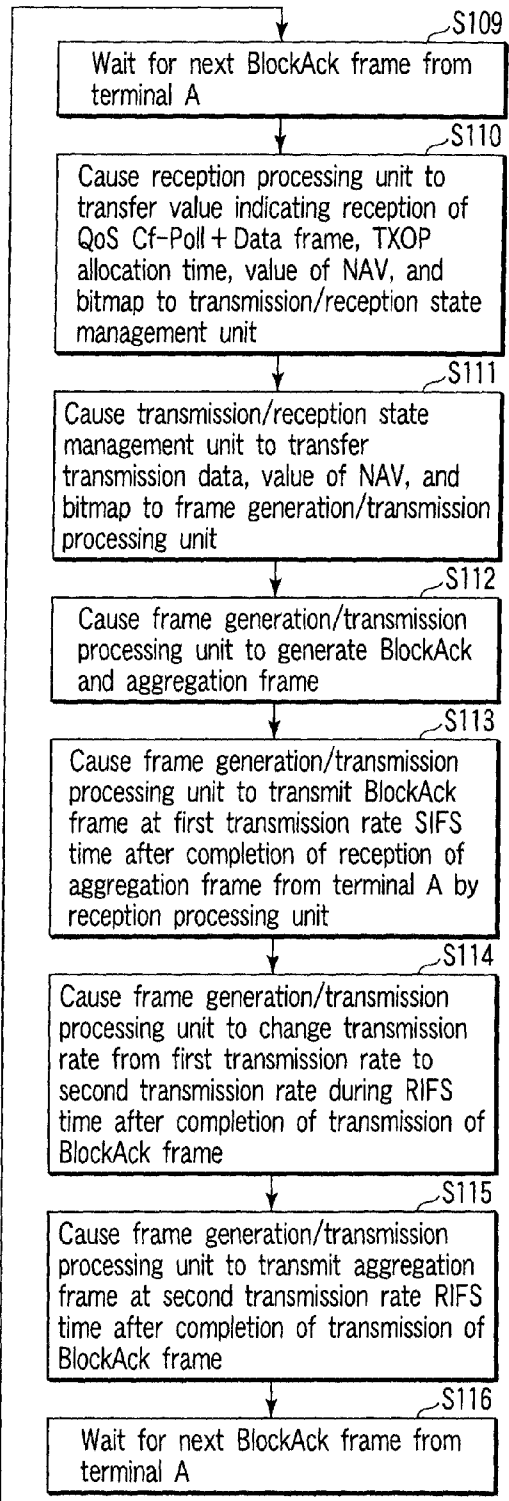 S109
Wait for next BlockAck frame from
terminal A
S110
Cause reception processing unit to
transfer value indicating reception of
QoS Cf-Poll + Data frame, TXOP
allocation time, value of NAV, and
bitmap to transmission/reception state
management unit
S111
Cause transmission/reception state
management unit to transfer
transmission data, value of NAV, and
bitmap to frame generation/transmission
processing unit
S112
Cause frame generation/transmission
processing unit to generate BlockAck
and aggregation frame
S113
Cause frame generation/transmission
processing unit to transmit BlockAck
frame at first transmission rate SIFS
time after completion of reception of
aggregation frame from terminal A by
reception processing unit
S114
Cause frame generation/transmission
processing unit to change transmission
rate from first transmission rate to
second transmission rate during RIFS
time after completion of transmission of
BlockAck frame
S115
Cause frame generation/transmission
processing unit to transmit aggregation
frame at second transmission rate RIFS
time after completion of transmission of
BlockAck frame
S116
Wait for next BlockAck frame from
terminal A